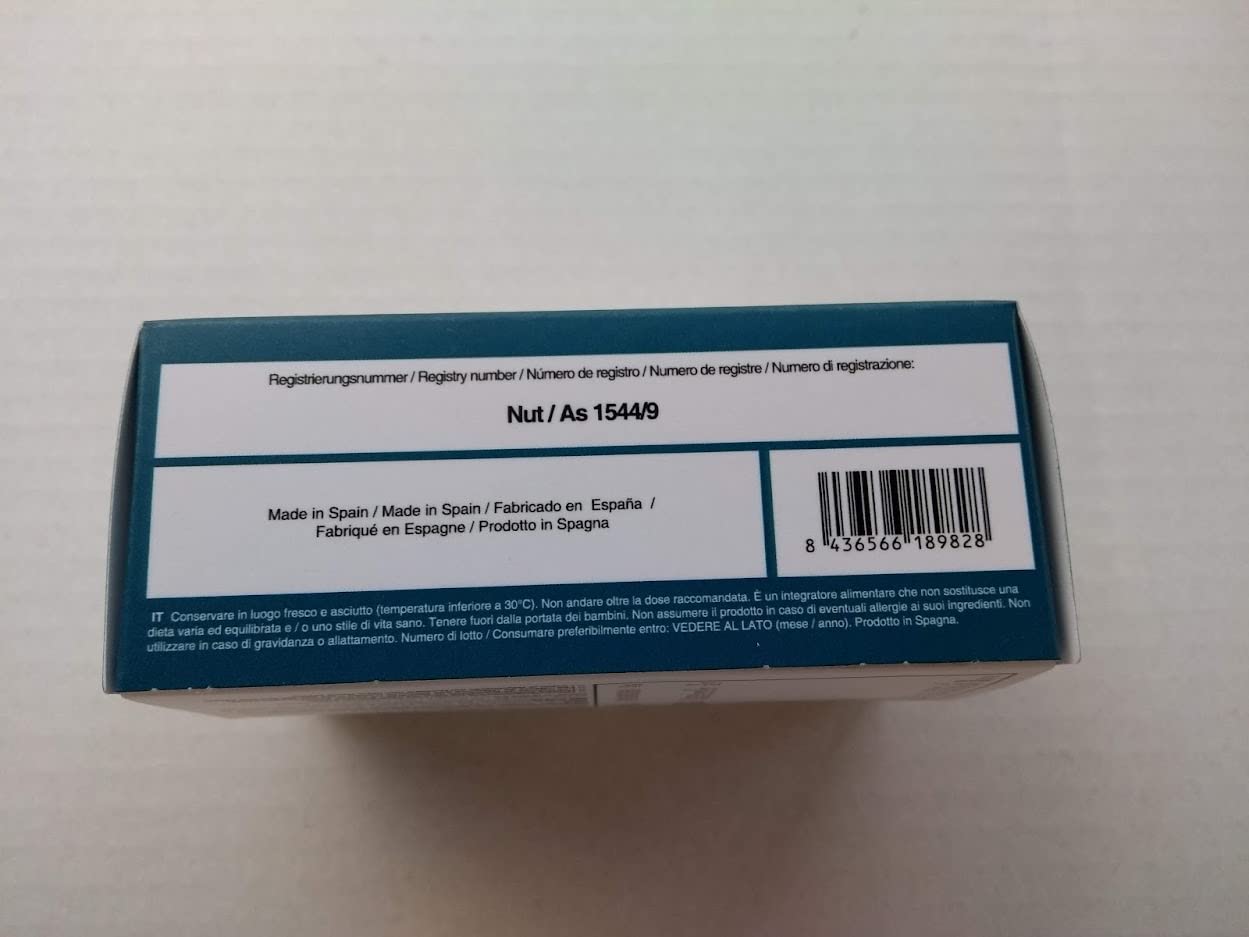 Registrierungsnummer / Registry number / Número de registro / Numero de registre / Numero di registrazione:
Nut / As 1544/9
Made in Spain / Made in Spain / Fabricado en España /
Fabriqué en Espagne / Prodotto in Spagna
8 436566 189828
IT Conservare in luogo fresco e asciutto (temperatura inferiore a 30°C). Non andare oltre la dose raccomandata. È un integratore alimentare che non sostituisce una
dieta varia ed equilibrata e / o uno stile di vita sano. Tenere fuori dalla portata dei bambini. Non assumere il prodotto in caso di eventuali allergie ai suoi ingredienti. Non
utilizzare in caso di gravidanza o allattamento. Numero di lotto / Consumare preferibilmente entro: VEDERE AL LATO (mese / anno). Prodotto in Spagna.